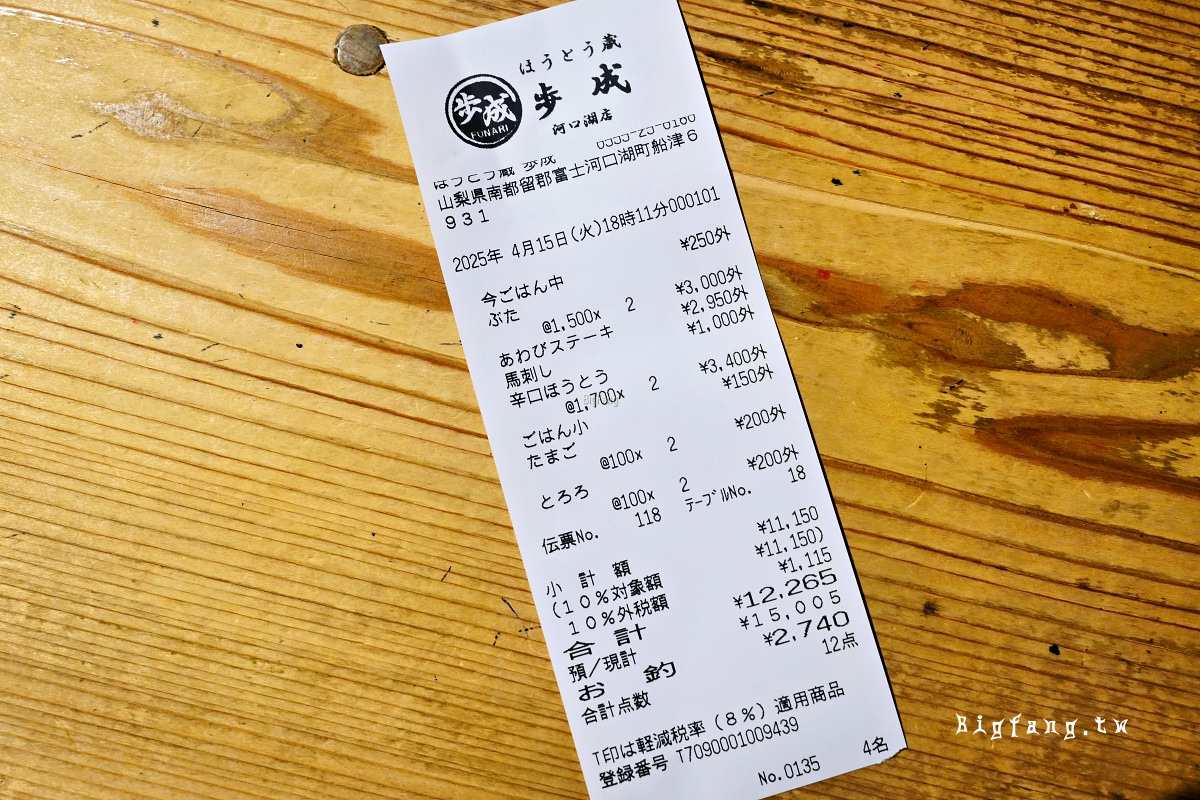 ほうとう蔵
歩成
歩成
FUNARI
河口湖店
ほうとう蔵 歩成 0555-25-6180
山梨県南都留郡富士河口湖町船津6
931
2025年 4月15日(火)18時11分000101
今ごはん中 ¥250外
ぶた
@1,500x 2 ¥3,000外
あわびステーキ ¥2,950外
馬刺し ¥1,000外
辛口ほうとう
@1,700x 2 ¥3,400外
ごはん小 ¥150外
たまご
@100x 2 ¥200外
とろろ
@100x 2 ¥200外
伝票No. 118 テーブルNo. 18
小計額 ¥11,150
(10%対象額 ¥11,150)
10%外税額 ¥1,115
合計 ¥12,265
預/現計 ¥15,005
お釣 ¥2,740
合計点数 12点
T印は軽減税率(8%)適用商品
登録番号 T7090001009439
No.0135 4名
Bigfang.tw